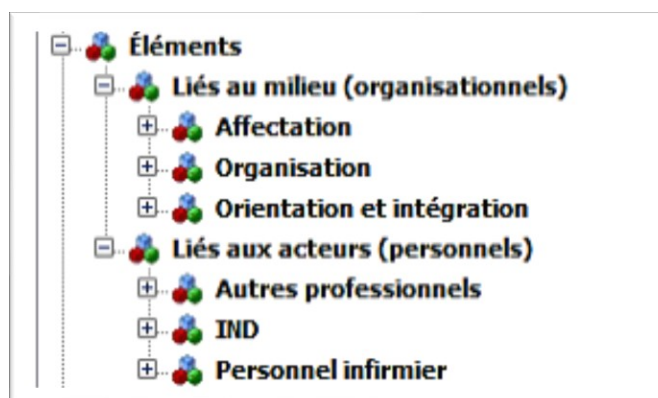 Éléments
Liés au milieu (organisationnels)
Affectation
Organisation
Orientation et intégration
Liés aux acteurs (personnels)
Autres professionnels
IND
Personnel infirmier